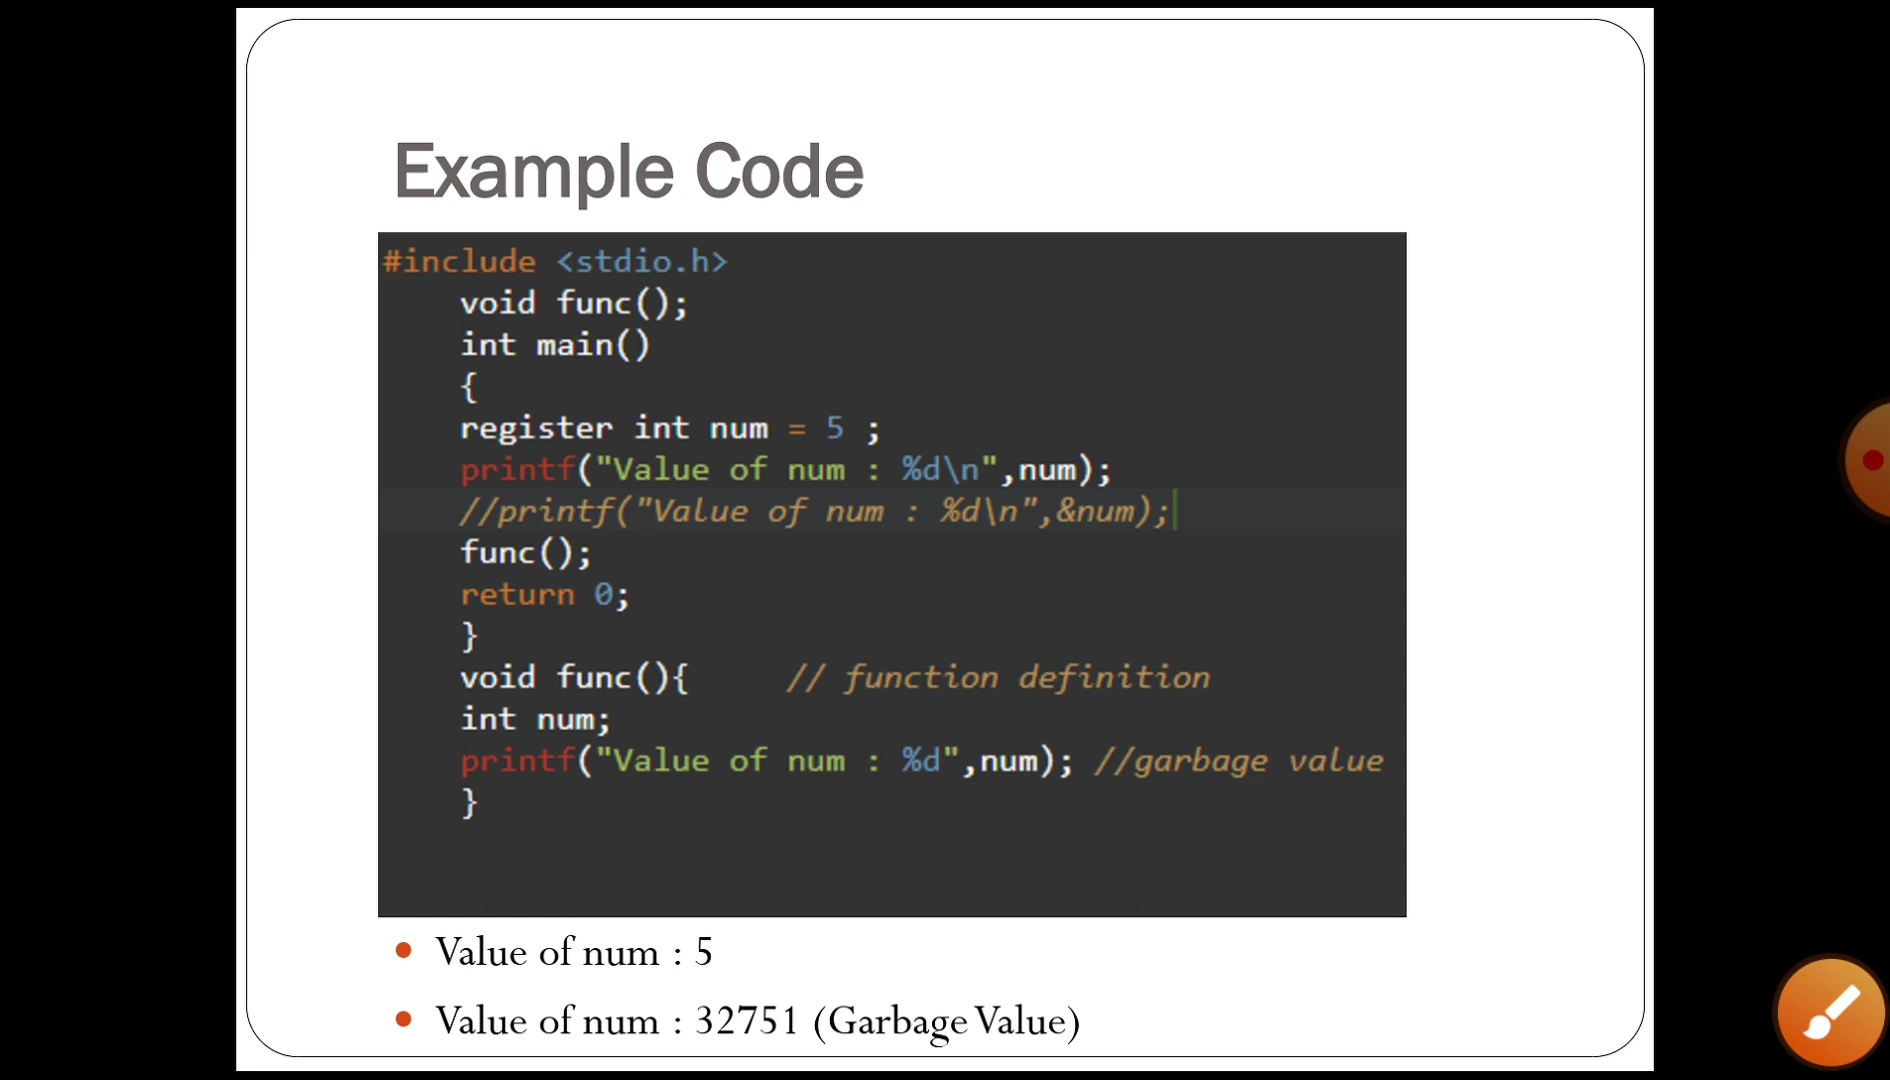 Example Code
#include <stdio.h>
void func();
int main()
{
register int num = 5 ;
printf("Value of num : %d\n",num);
//printf("Value of num : %d\n",&num);
func();
return 0;
}
void func(){ // function definition
int num;
printf("Value of num : %d",num); //garbage value
}
• Value of num : 5
• Value of num : 32751 (Garbage Value)